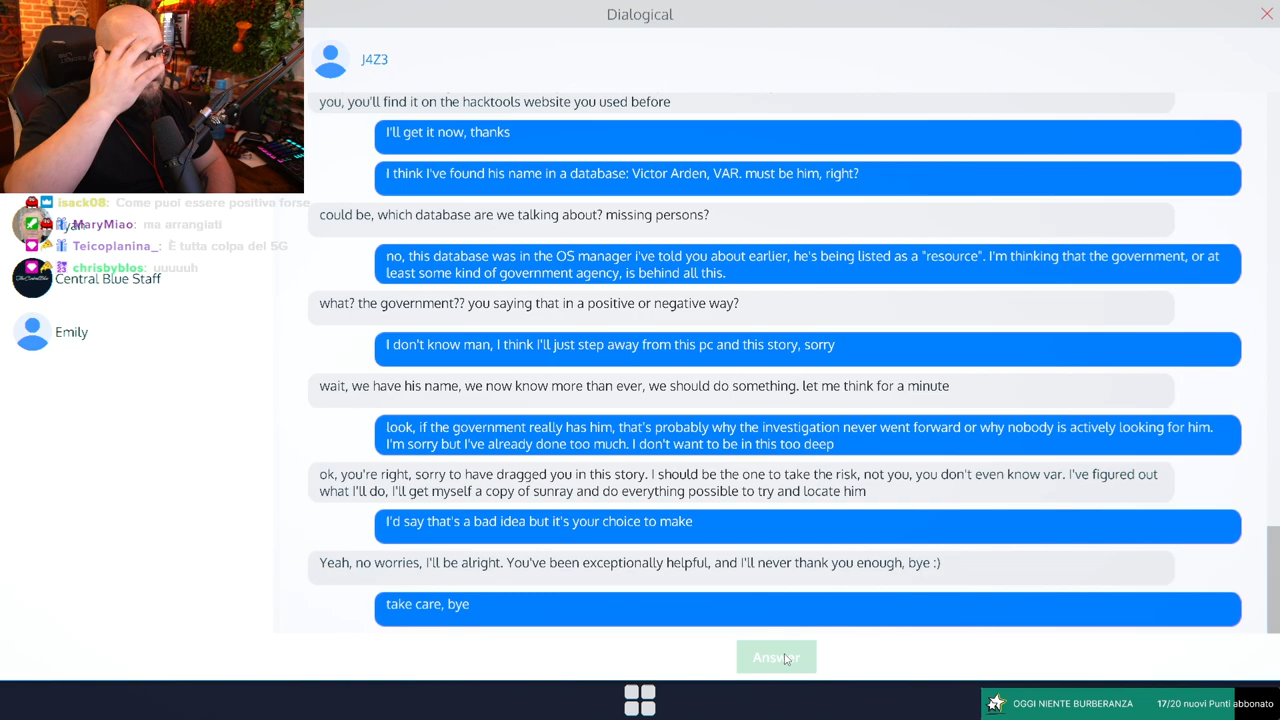 Dialogical
J4Z3
you, you'll find it on the hacktools website you used before
I'll get it now, thanks
I think I've found his name in a database: Victor Arden, VAR. must be him, right?
could be, which database are we talking about? missing persons?
no, this database was in the OS manager i've told you about earlier, he's being listed as a "resource". I'm thinking that the government, or at
least some kind of government agency, is behind all this.
what? the government?? you saying that in a positive or negative way?
I don't know man, I think I'll just step away from this pc and this story, sorry
wait, we have his name, we now know more than ever, we should do something. let me think for a minute
look, if the government really has him, that's probably why the investigation never went forward or why nobody is actively looking for him.
I'm sorry but I've already done too much. I don't want to be in this too deep
ok, you're right, sorry to have dragged you in this story. I should be the one to take the risk, not you, you don't even know var. I've figured out
what I'll do, I'll get myself a copy of sunray and do everything possible to try and locate him
I'd say that's a bad idea but it's your choice to make
Yeah, no worries, I'll be alright. You've been exceptionally helpful, and I'll never thank you enough, bye :)
take care, bye
Answer
isack08: Come puoi essere positiva forse
MaryMiao: ma arrangiati
Teicoplanina_: È tutta colpa del 5G
chrisbyblos: uuuuuh
Central Blue Staff
Emily
OGGI NIENTE BURBERANZA
17/20 nuovi Punti abbonato